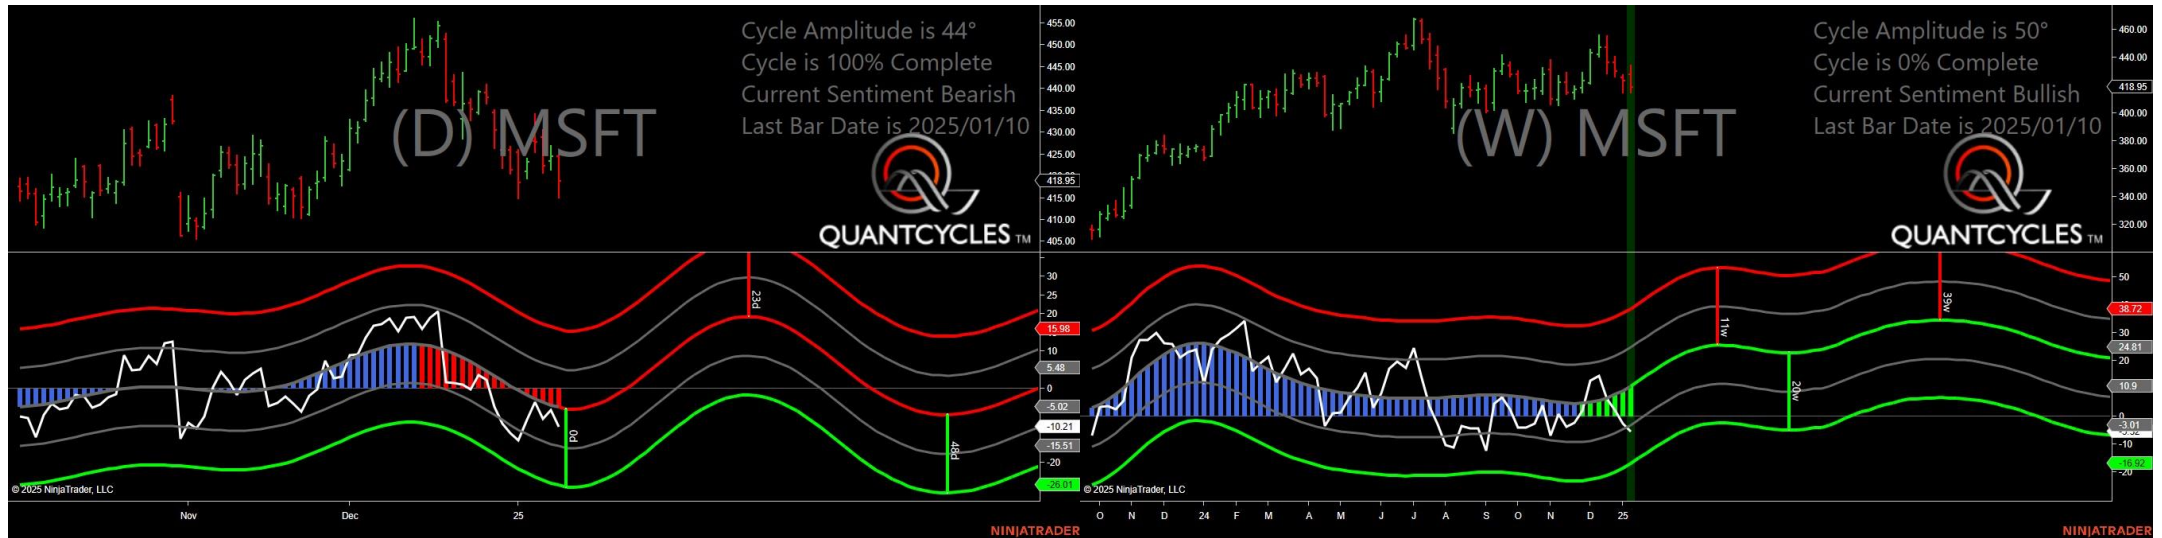 Cycle Amplitude is 44°
Cycle is 100% Complete
Current Sentiment Bearish
Last Bar Date is 2025/01/10
(D) MSFT
QUANTCYCLES TM
455.00
450.00
445.00
440.00
435.00
430.00
425.00
418.95
415.00
410.00
405.00
23d
0d
48d
30
25
20
15.98
10
5.48
0
-5.02
-10.21
-15.51
-20
-26.01
© 2025 NinjaTrader, LLC
Nov
Dec
25
NINJATRADER
Cycle Amplitude is 50°
Cycle is 0% Complete
Current Sentiment Bullish
Last Bar Date is 2025/01/10
(W) MSFT
QUANTCYCLES TM
460.00
440.00
418.95
400.00
380.00
360.00
340.00
320.00
11w
20w
39w
50
38.72
30
24.81
20
10.9
0
-3.01
-10
-16.92
© 2025 NinjaTrader, LLC
O
N
D
24
F
M
A
M
J
J
A
S
O
N
D
25
NINJATRADER